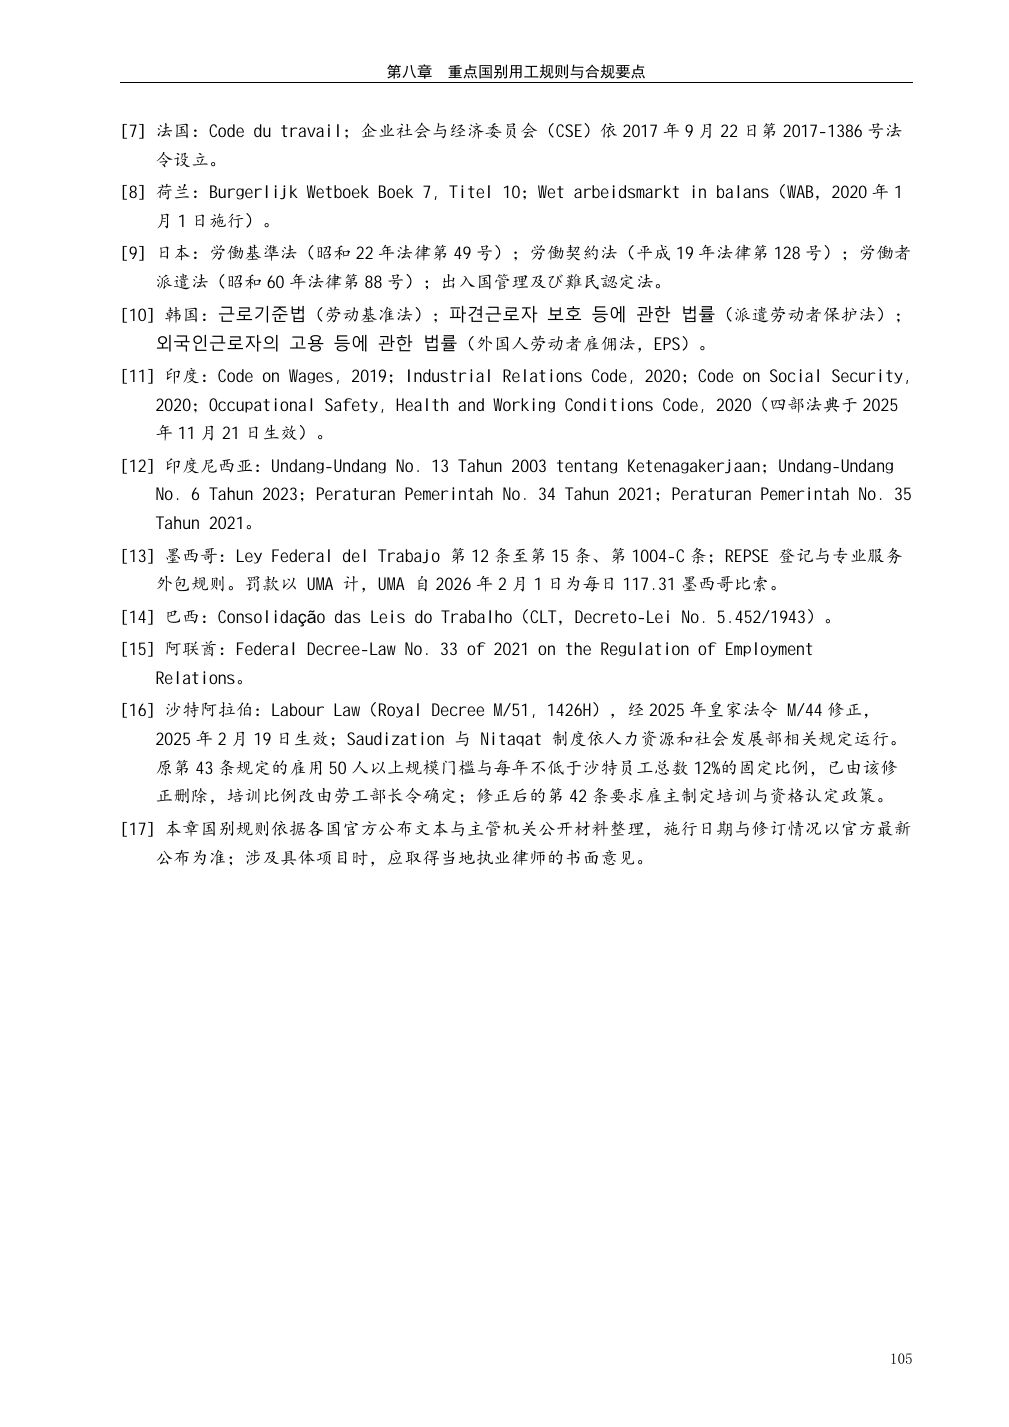 第八章　重点国别用工规则与合规要点
[7] 法国：Code du travail；企业社会与经济委员会（CSE）依 2017 年 9 月 22 日第 2017-1386 号法
令设立。
[8] 荷兰：Burgerlijk Wetboek Boek 7, Titel 10；Wet arbeidsmarkt in balans（WAB，2020 年 1
月 1 日施行）。
[9] 日本：労働基準法（昭和 22 年法律第 49 号）；労働契約法（平成 19 年法律第 128 号）；労働者
派遣法（昭和 60 年法律第 88 号）；出入国管理及び難民認定法。
[10] 韩国：근로기준법（劳动基准法）；파견근로자 보호 등에 관한 법률（派遣劳动者保护法）；
외국인근로자의 고용 등에 관한 법률（外国人劳动者雇佣法，EPS）。
[11] 印度：Code on Wages, 2019；Industrial Relations Code, 2020；Code on Social Security,
2020；Occupational Safety, Health and Working Conditions Code, 2020（四部法典于 2025
年 11 月 21 日生效）。
[12] 印度尼西亚：Undang-Undang No. 13 Tahun 2003 tentang Ketenagakerjaan；Undang-Undang
No. 6 Tahun 2023；Peraturan Pemerintah No. 34 Tahun 2021；Peraturan Pemerintah No. 35
Tahun 2021。
[13] 墨西哥：Ley Federal del Trabajo 第 12 条至第 15 条、第 1004-C 条；REPSE 登记与专业服务
外包规则。罚款以 UMA 计，UMA 自 2026 年 2 月 1 日为每日 117.31 墨西哥比索。
[14] 巴西：Consolidação das Leis do Trabalho（CLT，Decreto-Lei No. 5.452/1943）。
[15] 阿联酋：Federal Decree-Law No. 33 of 2021 on the Regulation of Employment
Relations。
[16] 沙特阿拉伯：Labour Law（Royal Decree M/51, 1426H），经 2025 年皇家法令 M/44 修正，
2025 年 2 月 19 日生效；Saudization 与 Nitaqat 制度依人力资源和社会发展部相关规定运行。
原第 43 条规定的雇用 50 人以上规模门槛与每年不低于沙特员工总数 12%的固定比例，已由该修
正删除，培训比例改由劳工部长令确定；修正后的第 42 条要求雇主制定培训与资格认定政策。
[17] 本章国别规则依据各国官方公布文本与主管机关公开材料整理，施行日期与修订情况以官方最新
公布为准；涉及具体项目时，应取得当地执业律师的书面意见。
105